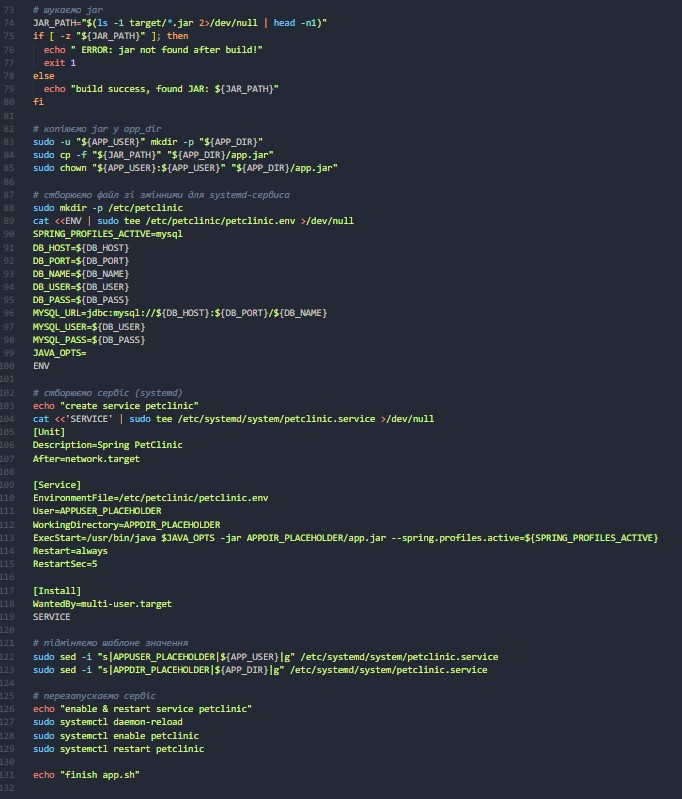 73 # шукаємо jar
74 JAR_PATH="$(ls -1 target/*.jar 2>/dev/null | head -n1)"
75 if [ -z "${JAR_PATH}" ]; then
76   echo " ERROR: jar not found after build!"
77   exit 1
78 else
79   echo "build success, found JAR: ${JAR_PATH}"
80 fi
81
82 # копіюємо jar у app_dir
83 sudo -u "${APP_USER}" mkdir -p "${APP_DIR}"
84 sudo cp -f "${JAR_PATH}" "${APP_DIR}/app.jar"
85 sudo chown "${APP_USER}:${APP_USER}" "${APP_DIR}/app.jar"
86
87 # створюємо файл зі змінними для systemd-сервиса
88 sudo mkdir -p /etc/petclinic
89 cat <<ENV | sudo tee /etc/petclinic/petclinic.env >/dev/null
90 SPRING_PROFILES_ACTIVE=mysql
91 DB_HOST=${DB_HOST}
92 DB_PORT=${DB_PORT}
93 DB_NAME=${DB_NAME}
94 DB_USER=${DB_USER}
95 DB_PASS=${DB_PASS}
96 MYSQL_URL=jdbc:mysql://${DB_HOST}:${DB_PORT}/${DB_NAME}
97 MYSQL_USER=${DB_USER}
98 MYSQL_PASS=${DB_PASS}
99 JAVA_OPTS=
100 ENV
101
102 # створюємо сервіс (systemd)
103 echo "create service petclinic"
104 cat <<'SERVICE' | sudo tee /etc/systemd/system/petclinic.service >/dev/null
105 [Unit]
106 Description=Spring PetClinic
107 After=network.target
108
109 [Service]
110 EnvironmentFile=/etc/petclinic/petclinic.env
111 User=APPUSER_PLACEHOLDER
112 WorkingDirectory=APPDIR_PLACEHOLDER
113 ExecStart=/usr/bin/java $JAVA_OPTS -jar APPDIR_PLACEHOLDER/app.jar --spring.profiles.active=${SPRING_PROFILES_ACTIVE}
114 Restart=always
115 RestartSec=5
116
117 [Install]
118 WantedBy=multi-user.target
119 SERVICE
120
121 # підміняємо шаблоне значення
122 sudo sed -i "s|APPUSER_PLACEHOLDER|${APP_USER}|g" /etc/systemd/system/petclinic.service
123 sudo sed -i "s|APPDIR_PLACEHOLDER|${APP_DIR}|g" /etc/systemd/system/petclinic.service
124
125 # перезапускаємо сервіс
126 echo "enable & restart service petclinic"
127 sudo systemctl daemon-reload
128 sudo systemctl enable petclinic
129 sudo systemctl restart petclinic
130
131 echo "finish app.sh"
132